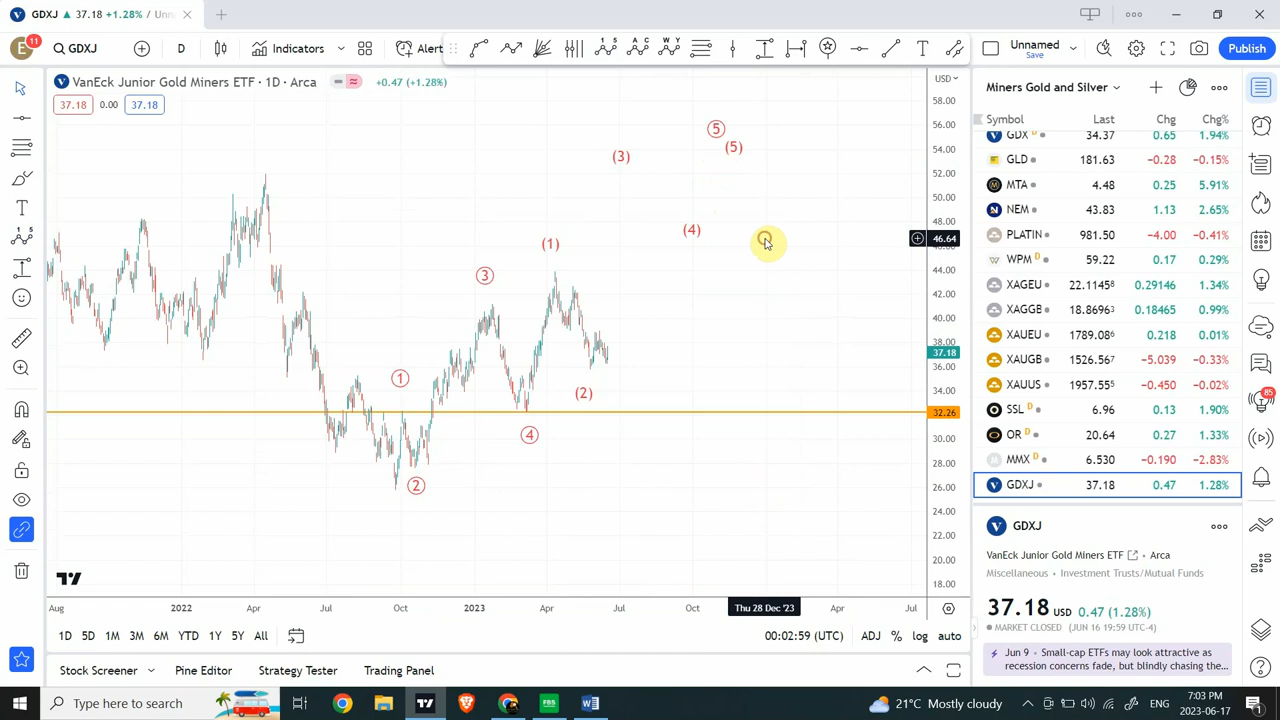 GDXJ ▲ 37.18 +1.28% / Unn
E 11 GDXJ D Indicators Alert Unnamed Save Publish
VanEck Junior Gold Miners ETF · 1D · Arca +0.47 (+1.28%)
37.18 0.00 37.18
USD
58.00
56.00
54.00
52.00
50.00
48.00
46.64
44.00
42.00
40.00
38.00
37.18
36.00
34.00
32.26
30.00
28.00
26.00
24.00
22.00
20.00
18.00
⑤
(5)
(3)
(4)
(1)
③
①
(2)
④
②
Aug 2022 Apr Jul Oct 2023 Apr Jul Oct Thu 28 Dec '23 Apr Jul
1D 5D 1M 3M 6M YTD 1Y 5Y All 00:02:59 (UTC) ADJ % log auto
Stock Screener Pine Editor Strategy Tester Trading Panel
Miners Gold and Silver
Symbol Last Chg Chg%
GDX D 34.37 0.65 1.94%
GLD 181.63 −0.28 −0.15%
MTA 4.48 0.25 5.91%
NEM 43.83 1.13 2.65%
PLATIN 981.50 −4.00 −0.41%
WPM D 59.22 0.17 0.29%
XAGEU 22.1145⁸ 0.29146 1.34%
XAGGB 18.8696³ 0.18465 0.99%
XAUEU 1789.08⁶ 0.218 0.01%
XAUGB 1526.56⁷ −5.039 −0.33%
XAUUS 1957.55⁵ −0.450 −0.02%
SSL D 6.96 0.13 1.90%
OR D 20.64 0.27 1.33%
MMX D 6.530 −0.190 −2.83%
GDXJ 37.18 0.47 1.28%
85
GDXJ
VanEck Junior Gold Miners ETF · Arca
Miscellaneous · Investment Trusts/Mutual Funds
37.18 USD 0.47 (1.28%)
MARKET CLOSED (JUN 16 19:59 UTC-4)
Jun 9 · Small-cap ETFs may look attractive as
recession concerns fade, but blindly chasing the...
Type here to search FBS 21°C Mostly cloudy 7:03 PM
2023-06-17